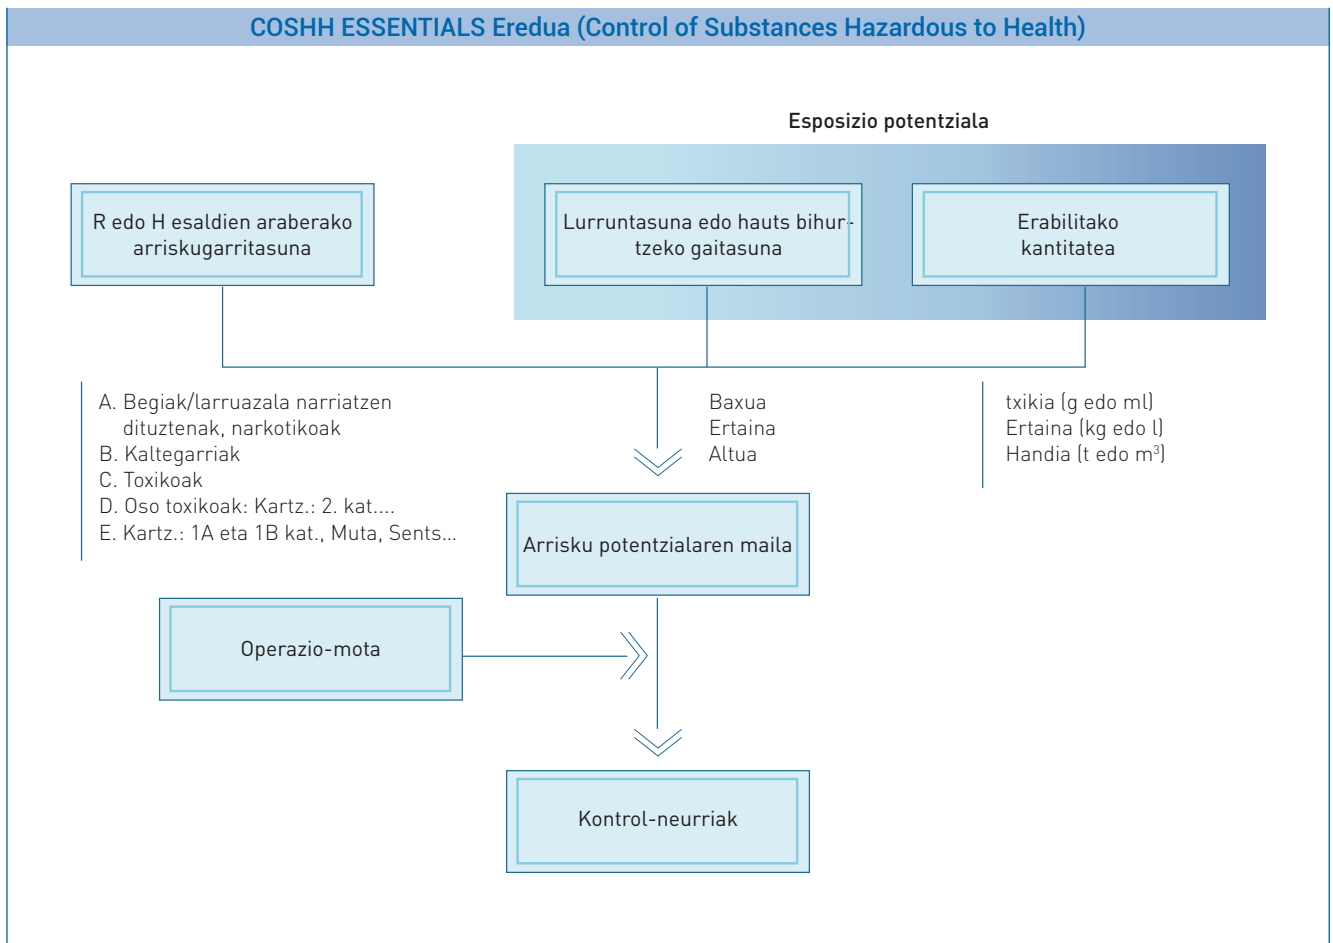 COSHH ESSENTIALS Eredua (Control of Substances Hazardous to Health)
Esposizio potentziala
R edo H esaldien araberako
arriskugarritasuna
Lurruntasuna edo hauts bihur-
tzeko gaitasuna
Erabilitako
kantitatea
A. Begiak/larruazala narriatzen
dituztenak, narkotikoak
B. Kaltegarriak
C. Toxikoak
D. Oso toxikoak: Kartz.: 2. kat....
E. Kartz.: 1A eta 1B kat., Muta, Sents...
Baxua
Ertaina
Altua
txikia (g edo ml)
Ertaina (kg edo l)
Handia (t edo m³)
Arrisku potentzialaren maila
Operazio-mota
Kontrol-neurriak